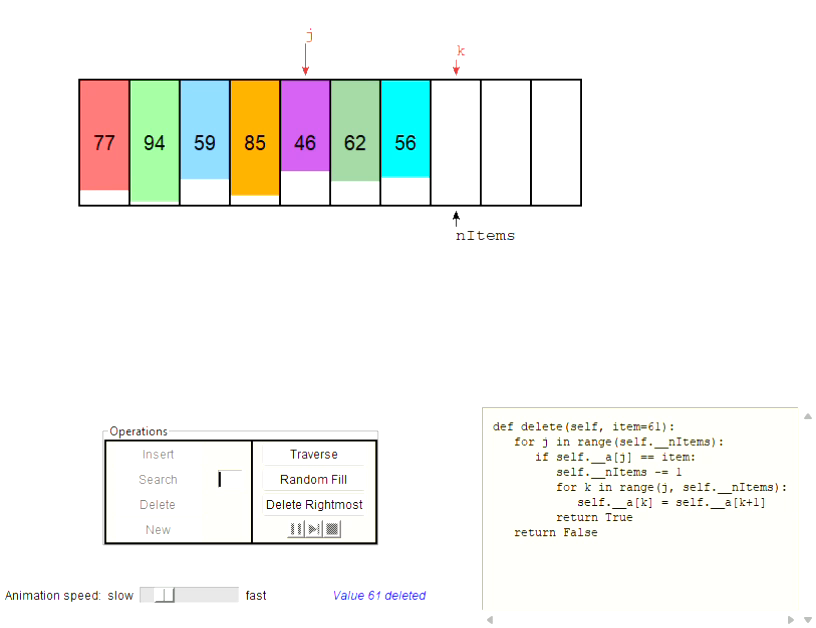 j
k
77 94 59 85 46 62 56
nItems
Operations
Insert
Search
Delete
New
Traverse
Random Fill
Delete Rightmost
Animation speed: slow fast
Value 61 deleted
def delete(self, item=61):
for j in range(self.__nItems):
if self.__a[j] == item:
self.__nItems -= 1
for k in range(j, self.__nItems):
self.__a[k] = self.__a[k+1]
return True
return False